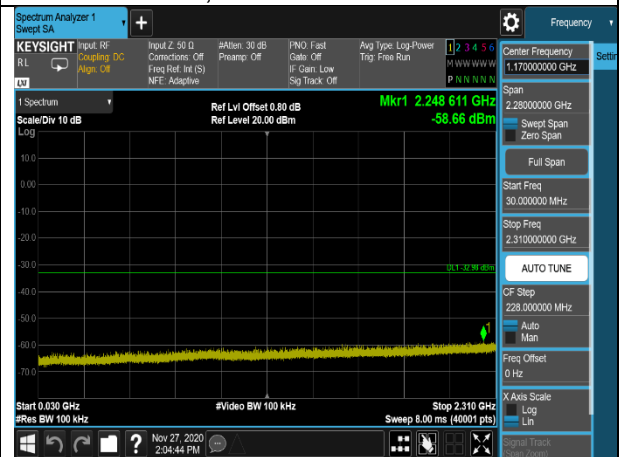 Spectrum Analyzer 1
Swept SA
+
Frequency
KEYSIGHT
RL
LXI
Input: RF
Coupling: DC
Align: Off
Input Z: 50 Ω
Corrections: Off
Freq Ref: Int (S)
NFE: Adaptive
#Atten: 30 dB
Preamp: Off
PNO: Fast
Gate: Off
IF Gain: Low
Sig Track: Off
Avg Type: Log-Power
Trig: Free Run
1 2 3 4 5 6
M W W W W W
P N N N N N
Center Frequency
1.170000000 GHz
Settin
Span
2.28000000 GHz
Swept Span
Zero Span
Full Span
Start Freq
30.000000 MHz
Stop Freq
2.310000000 GHz
AUTO TUNE
CF Step
228.000000 MHz
Auto
Man
Freq Offset
0 Hz
X Axis Scale
Log
Lin
Signal Track
(Span Zoom)
1 Spectrum
Scale/Div 10 dB
Log
Ref Lvl Offset 0.80 dB
Ref Level 20.00 dBm
Mkr1 2.248 611 GHz
-58.66 dBm
10.0
0.00
-10.0
-20.0
-30.0
DL1 -32.99 dBm
-40.0
-50.0
1
-60.0
-70.0
Start 0.030 GHz
#Res BW 100 kHz
#Video BW 100 kHz
Stop 2.310 GHz
Sweep 8.00 ms (40001 pts)
?
Nov 27, 2020
2:04:44 PM